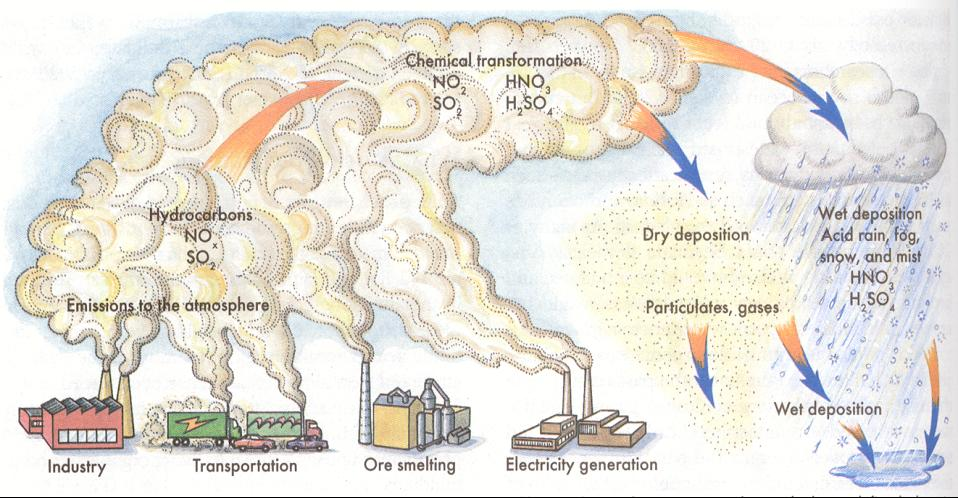 Chemical transformation
NO2 HNO3
SO2 H2SO4
Hydrocarbons
NOx
SO2
Emissions to the atmosphere
Dry deposition
Particulates, gases
Wet deposition
Acid rain, fog,
snow, and mist
HNO3
H2SO4
Wet deposition
Industry
Transportation
Ore smelting
Electricity generation